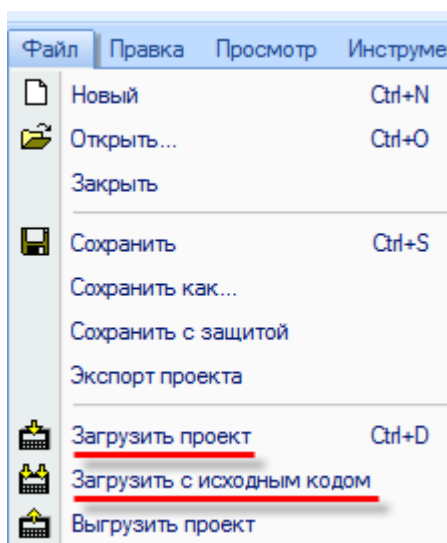 Файл Правка Просмотр Инструме
Новый Ctrl+N
Открыть... Ctrl+O
Закрыть
Сохранить Ctrl+S
Сохранить как...
Сохранить с защитой
Экспорт проекта
Загрузить проект Ctrl+D
Загрузить с исходным кодом
Выгрузить проект